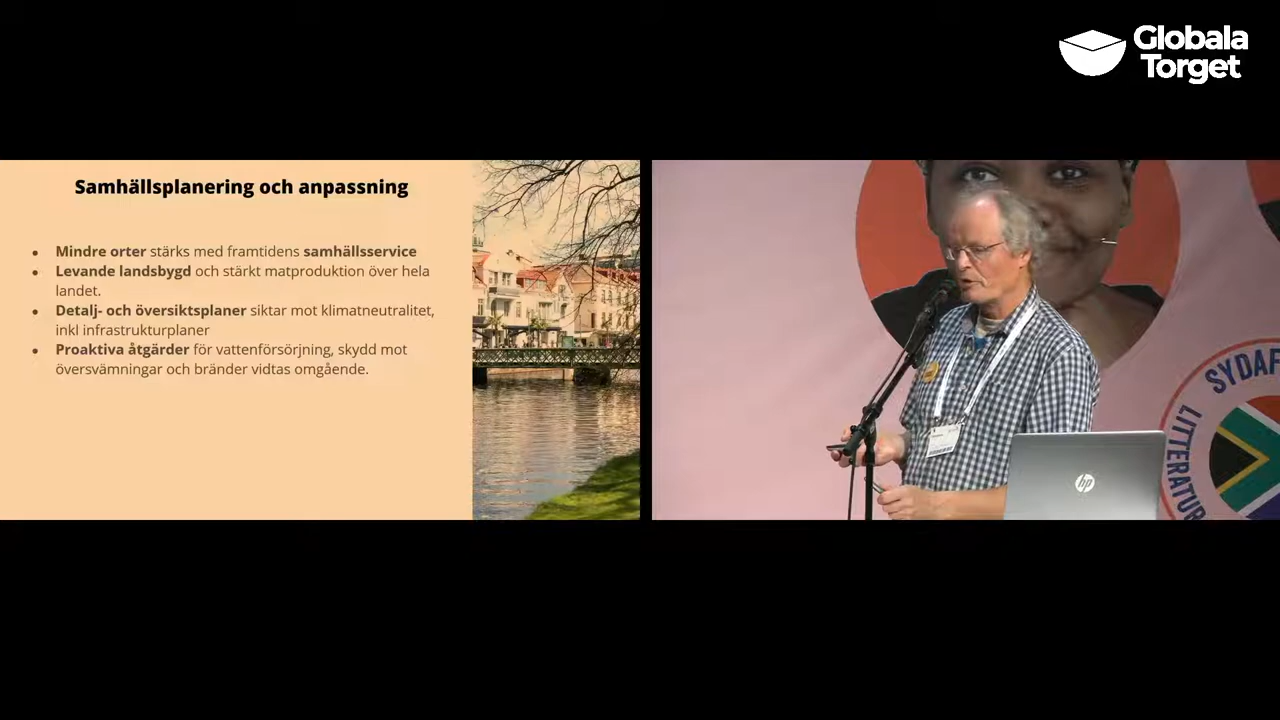 Globala
Torget
Samhällsplanering och anpassning
Mindre orter stärks med framtidens samhällsservice
Levande landsbygd och stärkt matproduktion över hela
landet.
Detalj- och översiktsplaner siktar mot klimatneutralitet,
inkl infrastrukturplaner
Proaktiva åtgärder för vattenförsörjning, skydd mot
översvämningar och bränder vidtas omgående.
SYDAF
LITTERATUR
hp